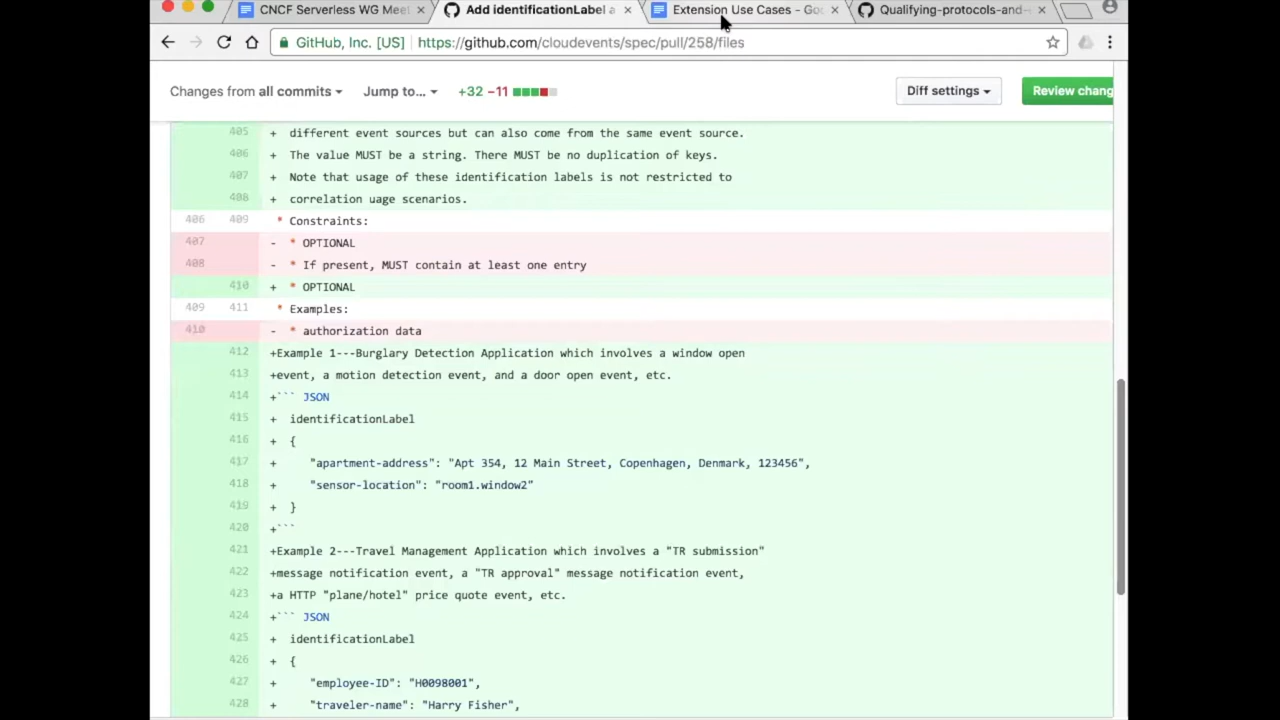 CNCF Serverless WG Meet
Add identificationLabel a
Extension Use Cases - Goo
Qualifying-protocols-and-
GitHub, Inc. [US] https://github.com/cloudevents/spec/pull/258/files
Changes from all commits Jump to... +32 −11 Diff settings Review chang
405 + different event sources but can also come from the same event source.
406 + The value MUST be a string. There MUST be no duplication of keys.
407 + Note that usage of these identification labels is not restricted to
408 + correlation uage scenarios.
406 409 * Constraints:
407 - * OPTIONAL
408 - * If present, MUST contain at least one entry
410 + * OPTIONAL
409 411 * Examples:
410 - * authorization data
412 +Example 1---Burglary Detection Application which involves a window open
413 +event, a motion detection event, and a door open event, etc.
414 +``` JSON
415 + identificationLabel
416 + {
417 + "apartment-address": "Apt 354, 12 Main Street, Copenhagen, Denmark, 123456",
418 + "sensor-location": "room1.window2"
419 + }
420 +```
421 +Example 2---Travel Management Application which involves a "TR submission"
422 +message notification event, a "TR approval" message notification event,
423 +a HTTP "plane/hotel" price quote event, etc.
424 +``` JSON
425 + identificationLabel
426 + {
427 + "employee-ID": "H0098001",
428 + "traveler-name": "Harry Fisher",